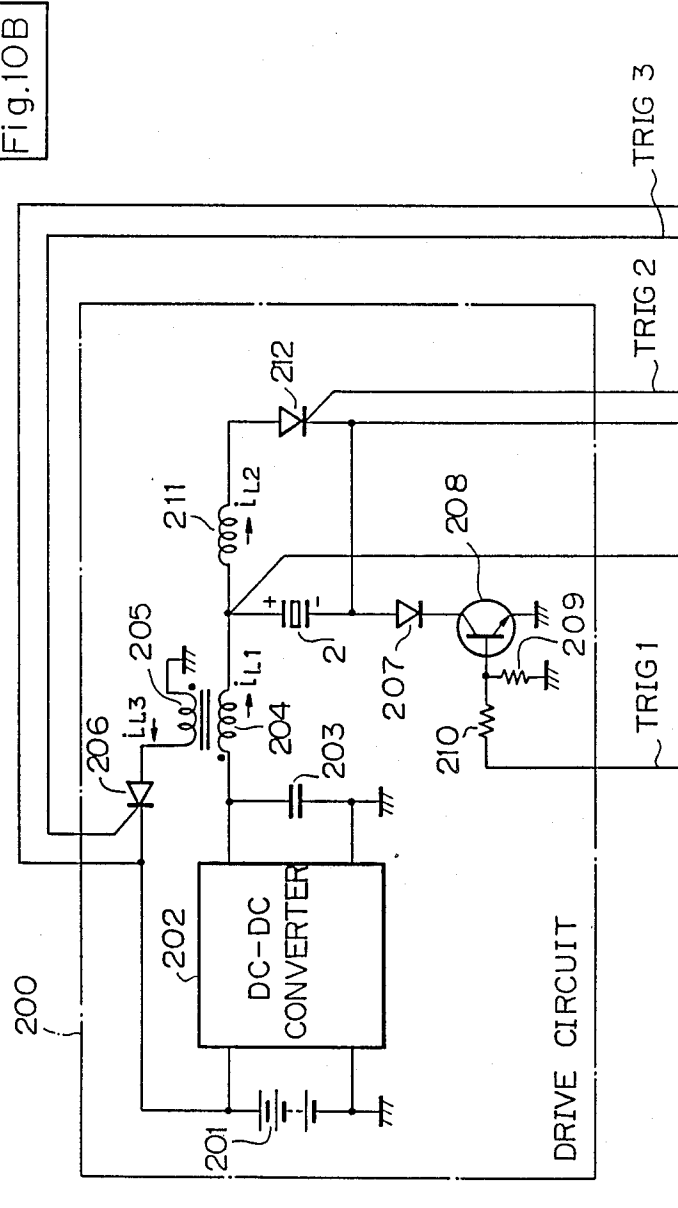 Fig.10B
200
206
iL3
205
211
iL2
212
TRIG 2
TRIG 3
202
DC-DC
CONVERTER
203
204
iL1
+
-
2
201
207
208
210
209
DRIVE CIRCUIT
TRIG1